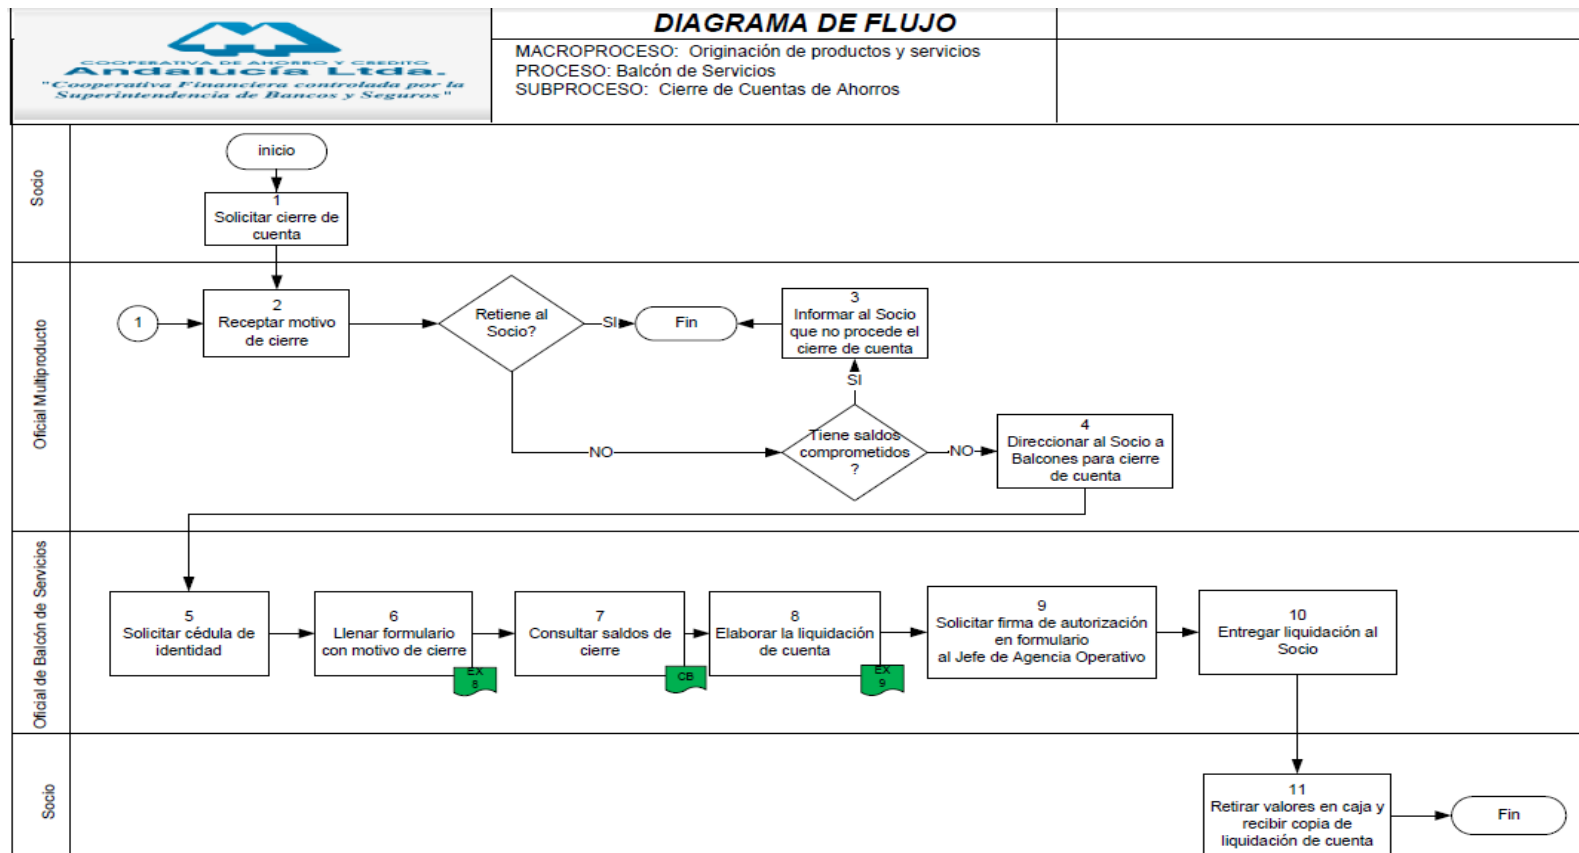 DIAGRAMA DE FLUJO
COOPERATIVA DE AHORRO Y CREDITO
Andalucía Ltda.
"Cooperativa Financiera controlada por la
Superintendencia de Bancos y Seguros"
MACROPROCESO: Originación de productos y servicios
PROCESO: Balcón de Servicios
SUBPROCESO: Cierre de Cuentas de Ahorros
Socio
inicio
1
Solicitar cierre de
cuenta
Oficial Multiproducto
1
2
Receptar motivo
de cierre
Retiene al
Socio?
SI
Fin
3
Informar al Socio
que no procede el
cierre de cuenta
SI
NO
Tiene saldos
comprometidos
?
NO
4
Direccionar al Socio a
Balcones para cierre
de cuenta
Oficial de Balcón de Servicios
5
Solicitar cédula de
identidad
6
Llenar formulario
con motivo de cierre
EX
8
7
Consultar saldos de
cierre
CB
8
Elaborar la liquidación
de cuenta
EX
9
9
Solicitar firma de autorización
en formulario
al Jefe de Agencia Operativo
10
Entregar liquidación al
Socio
Socio
11
Retirar valores en caja y
recibir copia de
liquidación de cuenta
Fin